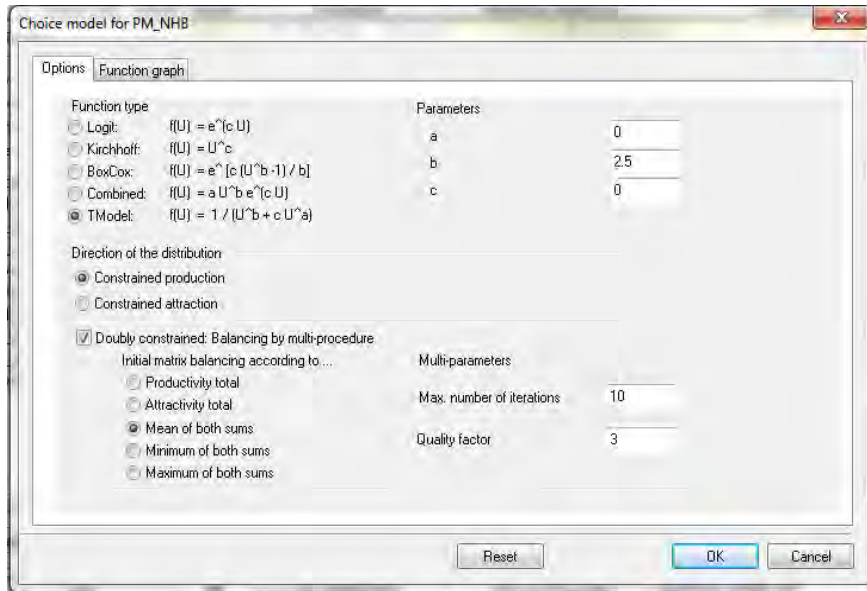 Choice model for PM_NHB
Options Function graph
Function type
Parameters
Logit: f(U) = e^(c U)
a 0
Kirchhoff: f(U) = U^c
b 2.5
BoxCox: f(U) = e^ [c (U^b -1) / b]
c 0
Combined: f(U) = a U^b e^(c U)
TModel: f(U) = 1 / (U^b + c U^a)
Direction of the distribution
Constrained production
Constrained attraction
Doubly constrained: Balancing by multi-procedure
Initial matrix balancing according to ...
Multi-parameters
Productivity total
Max. number of iterations 10
Attractivity total
Mean of both sums
Quality factor 3
Minimum of both sums
Maximum of both sums
Reset OK Cancel